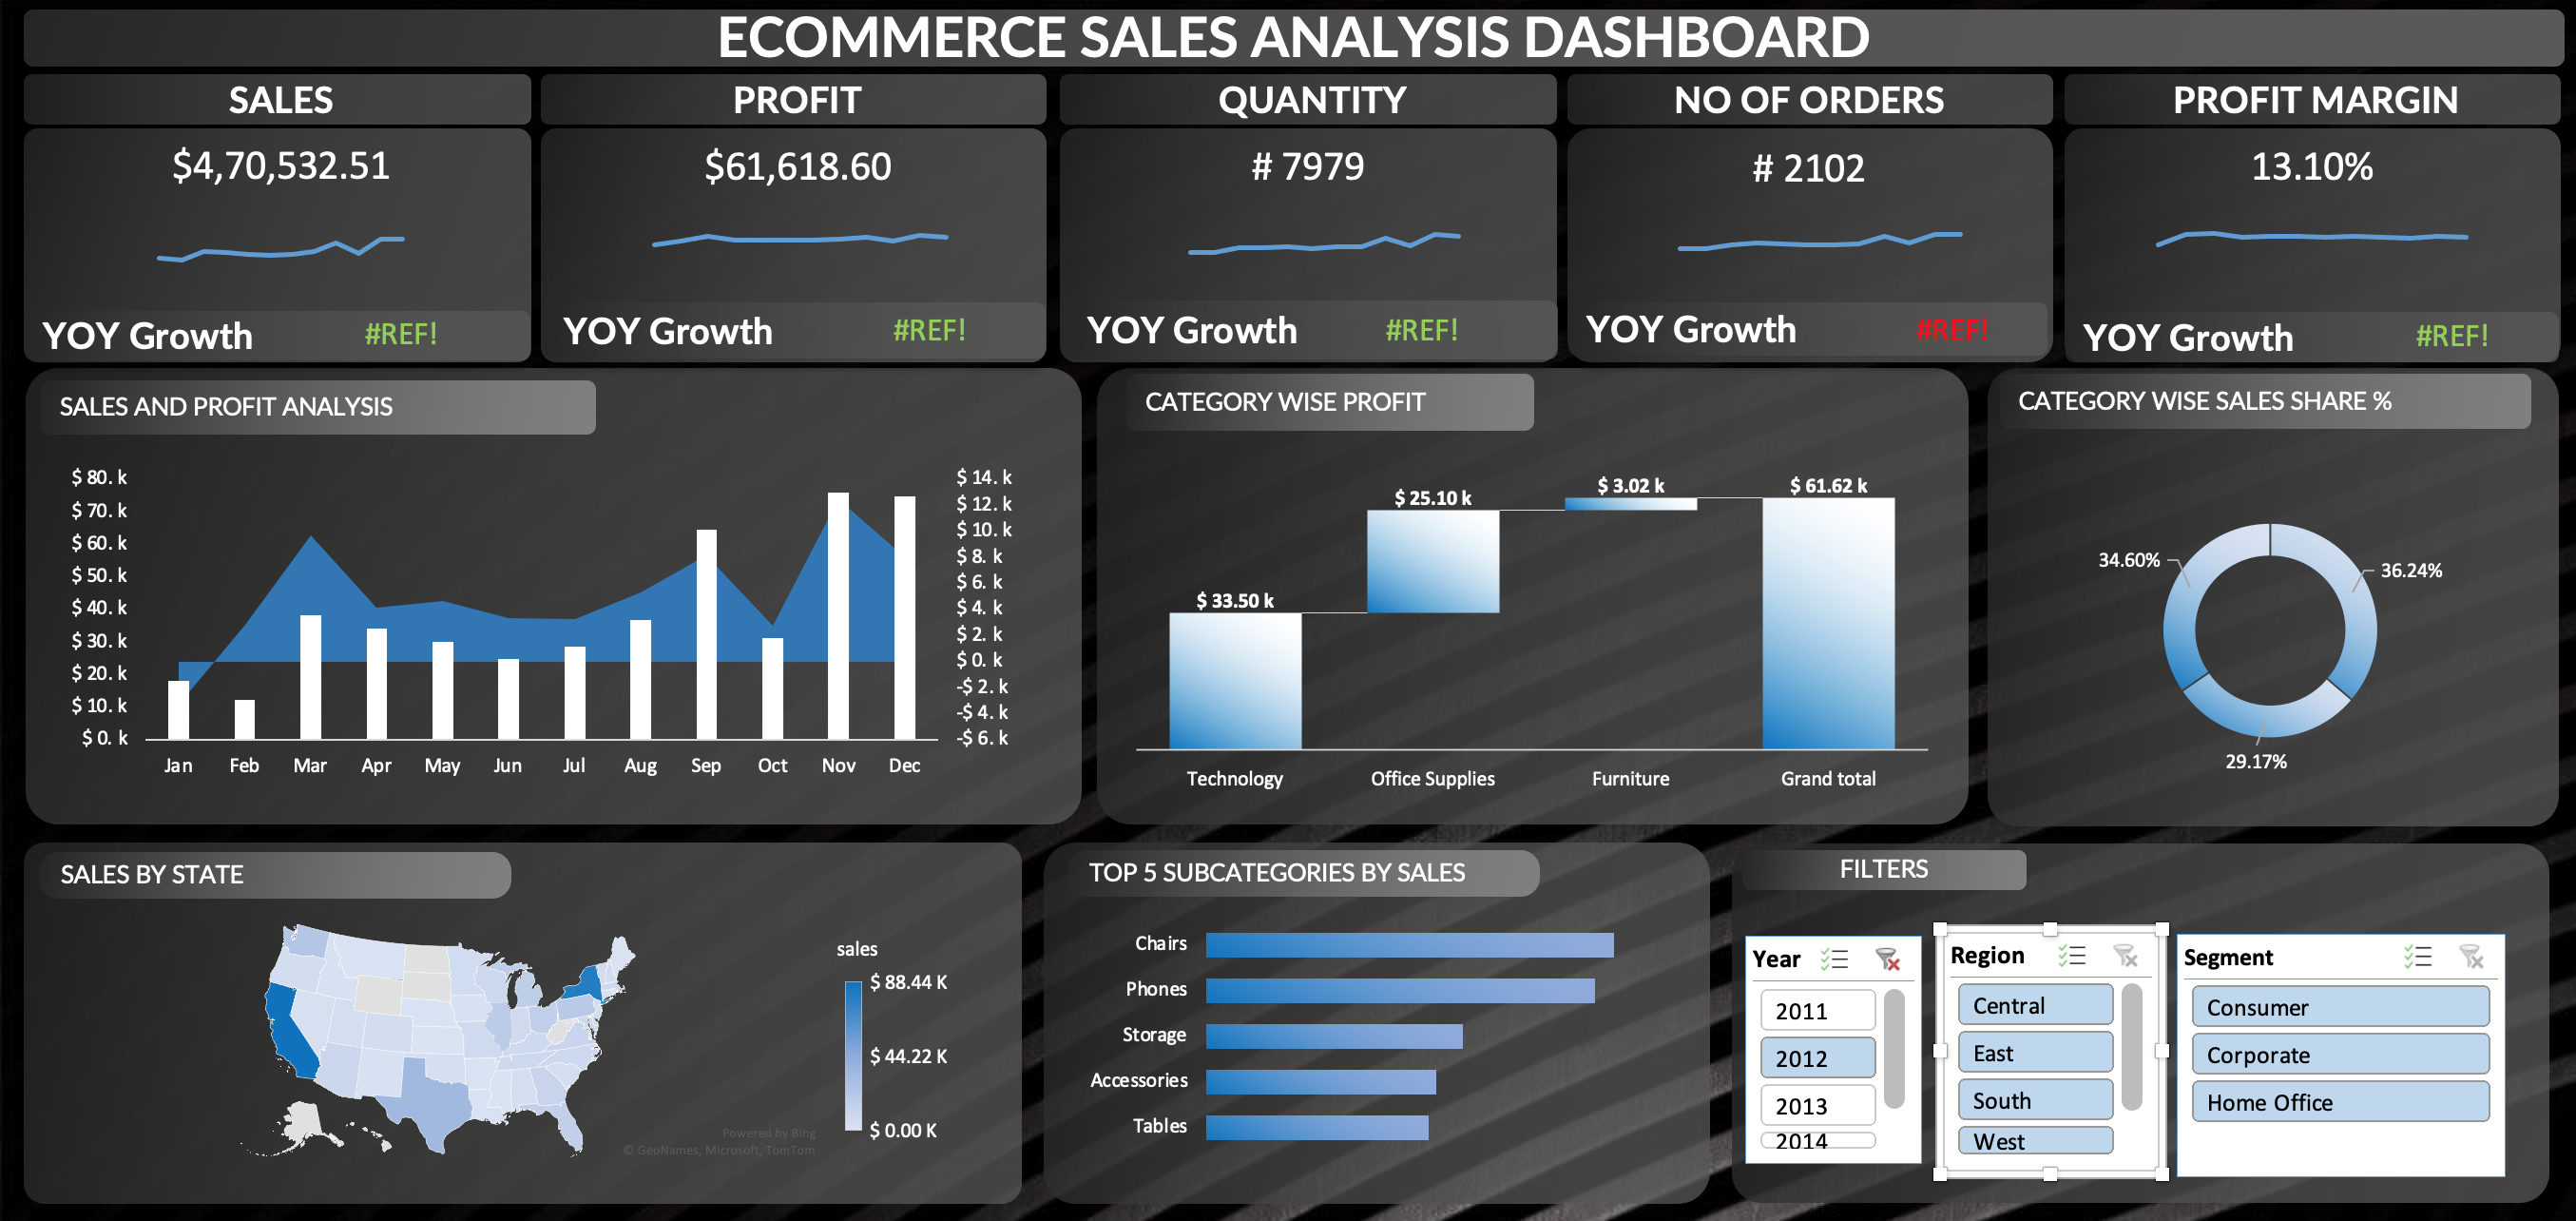 ECOMMERCE SALES ANALYSIS DASHBOARD
SALES
$4,70,532.51
YOY Growth #REF!
PROFIT
$61,618.60
YOY Growth #REF!
QUANTITY
# 7979
YOY Growth #REF!
NO OF ORDERS
# 2102
YOY Growth #REF!
PROFIT MARGIN
13.10%
YOY Growth #REF!
SALES AND PROFIT ANALYSIS
$ 80. k
$ 70. k
$ 60. k
$ 50. k
$ 40. k
$ 30. k
$ 20. k
$ 10. k
$ 0. k
$ 14. k
$ 12. k
$ 10. k
$ 8. k
$ 6. k
$ 4. k
$ 2. k
$ 0. k
-$ 2. k
-$ 4. k
-$ 6. k
Jan Feb Mar Apr May Jun Jul Aug Sep Oct Nov Dec
CATEGORY WISE PROFIT
$ 33.50 k
$ 25.10 k
$ 3.02 k
$ 61.62 k
Technology Office Supplies Furniture Grand total
CATEGORY WISE SALES SHARE %
34.60%
36.24%
29.17%
SALES BY STATE
sales
$ 88.44 K
$ 44.22 K
$ 0.00 K
Powered by Bing
© GeoNames, Microsoft, TomTom
TOP 5 SUBCATEGORIES BY SALES
Chairs
Phones
Storage
Accessories
Tables
FILTERS
Year
2011
2012
2013
2014
Region
Central
East
South
West
Segment
Consumer
Corporate
Home Office